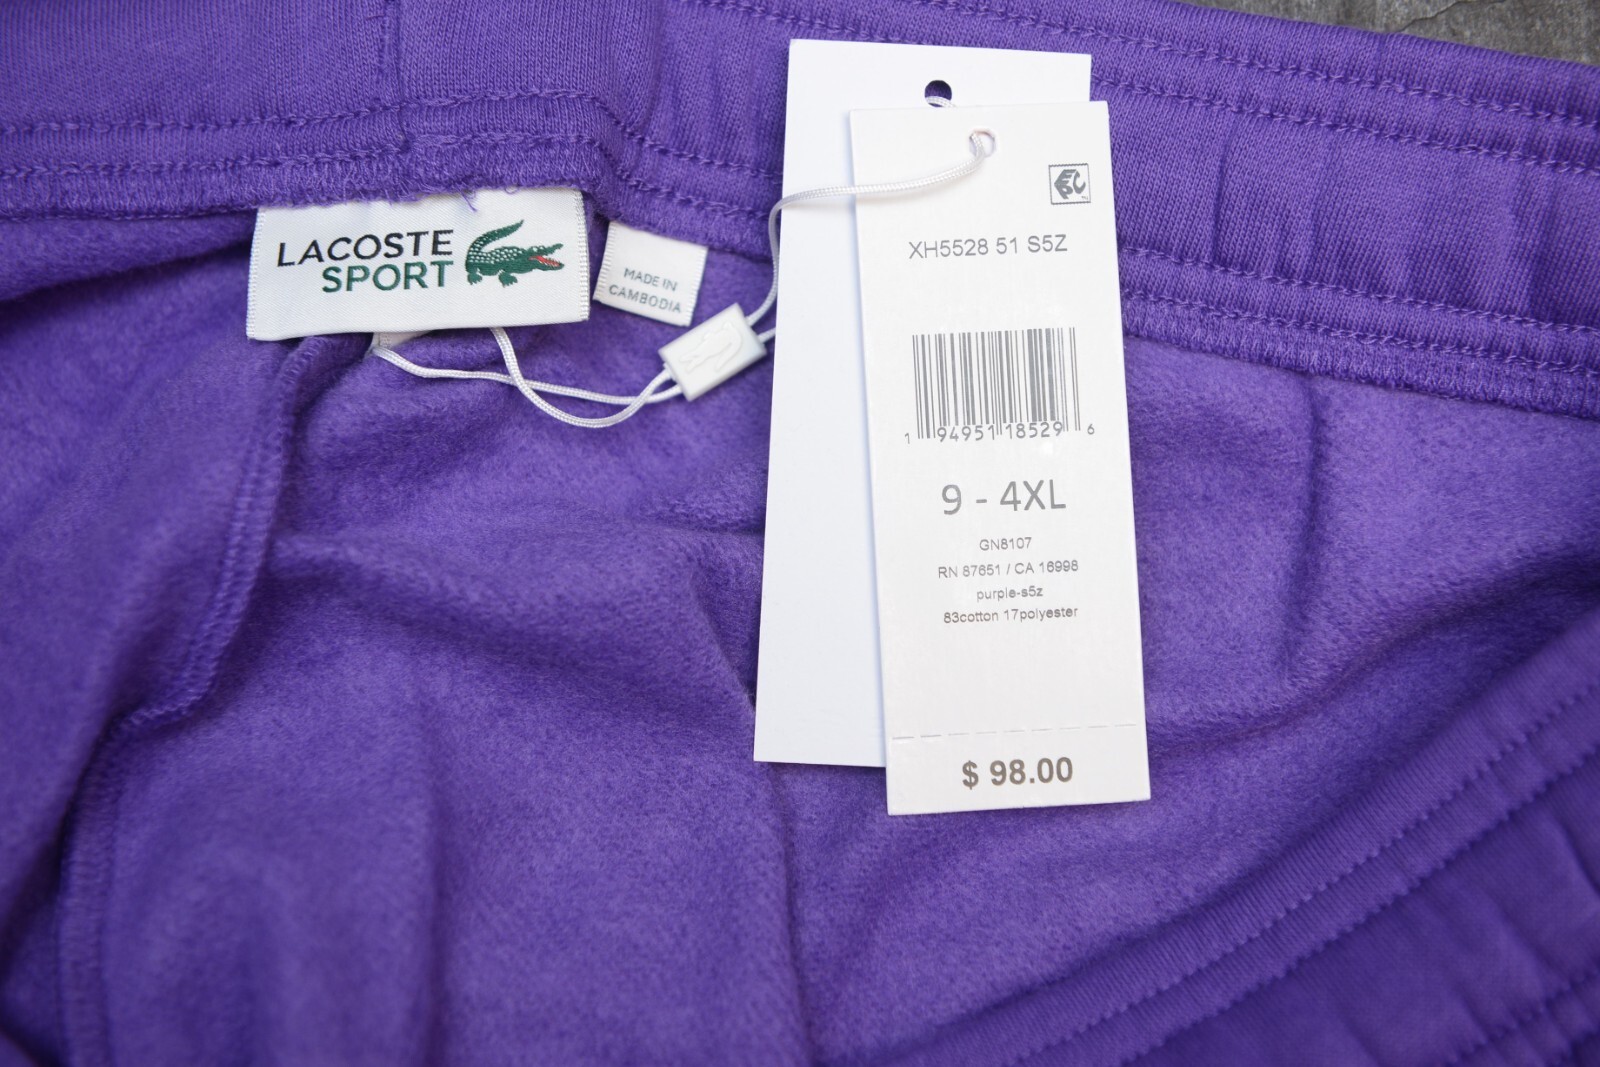 LACOSTE
SPORT
MADE IN
CAMBODIA
XH5528 51 S5Z
1 94951 18529 6
9 - 4XL
GN8107
RN 87651 / CA 16998
purple-s5z
83cotton 17polyester
$ 98.00